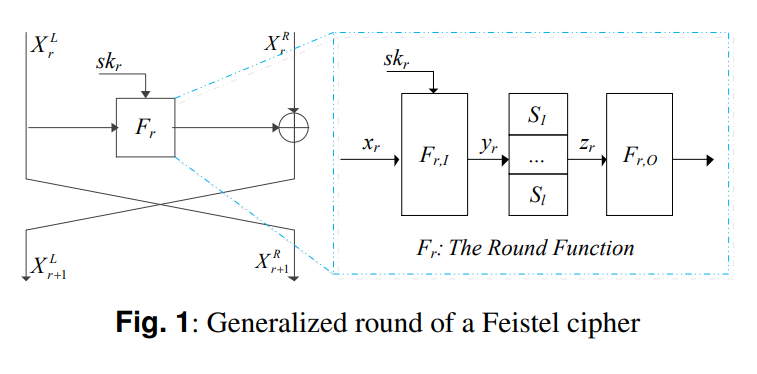 X_r^L
X_r^R
sk_r
F_r
X_{r+1}^L
X_{r+1}^R
sk_r
x_r
F_{r,I}
y_r
S_1
...
S_l
z_r
F_{r,O}
F_r: The Round Function
Fig. 1: Generalized round of a Feistel cipher